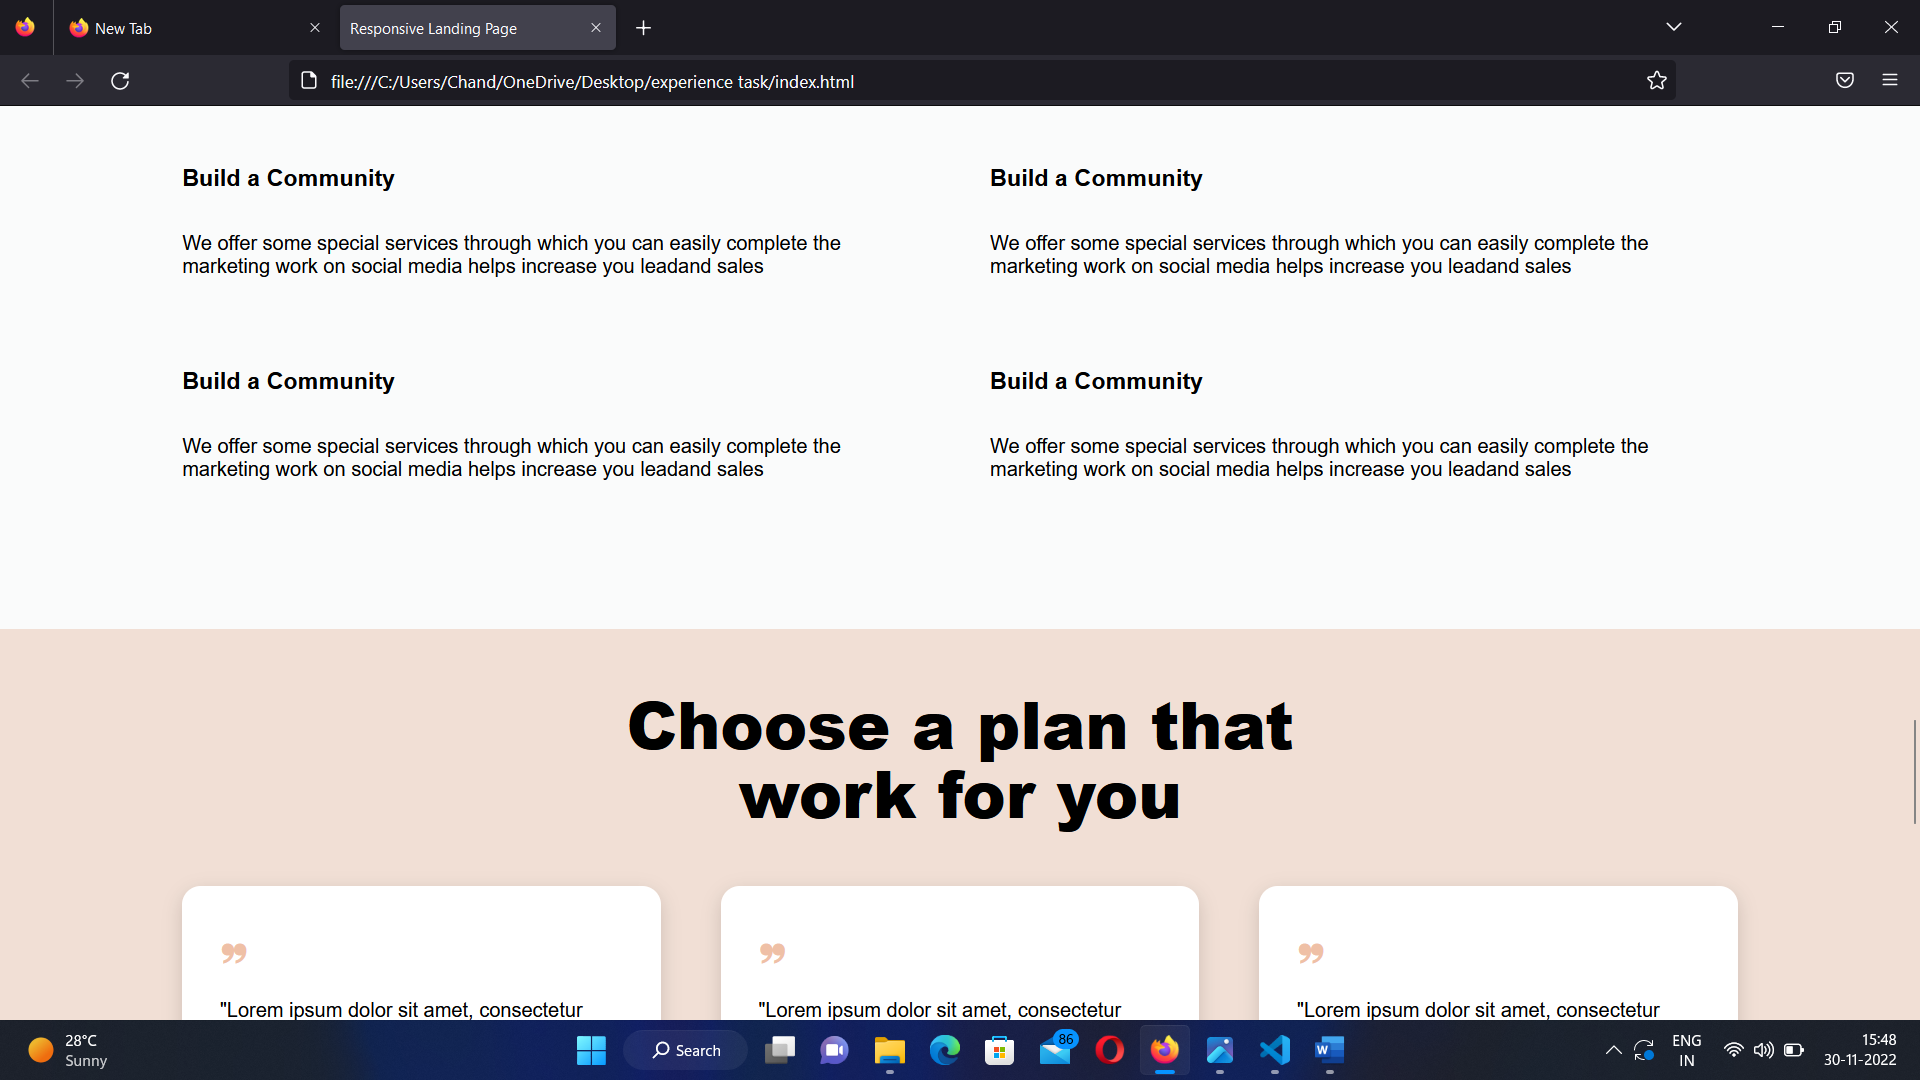 New Tab
Responsive Landing Page
file:///C:/Users/Chand/OneDrive/Desktop/experience task/index.html
Build a Community
We offer some special services through which you can easily complete the
marketing work on social media helps increase you leadand sales
Build a Community
We offer some special services through which you can easily complete the
marketing work on social media helps increase you leadand sales
Build a Community
We offer some special services through which you can easily complete the
marketing work on social media helps increase you leadand sales
Build a Community
We offer some special services through which you can easily complete the
marketing work on social media helps increase you leadand sales
Choose a plan that
work for you
"Lorem ipsum dolor sit amet, consectetur
"Lorem ipsum dolor sit amet, consectetur
"Lorem ipsum dolor sit amet, consectetur
28°C
Sunny
Search
86
W
ENG
IN
15:48
30-11-2022